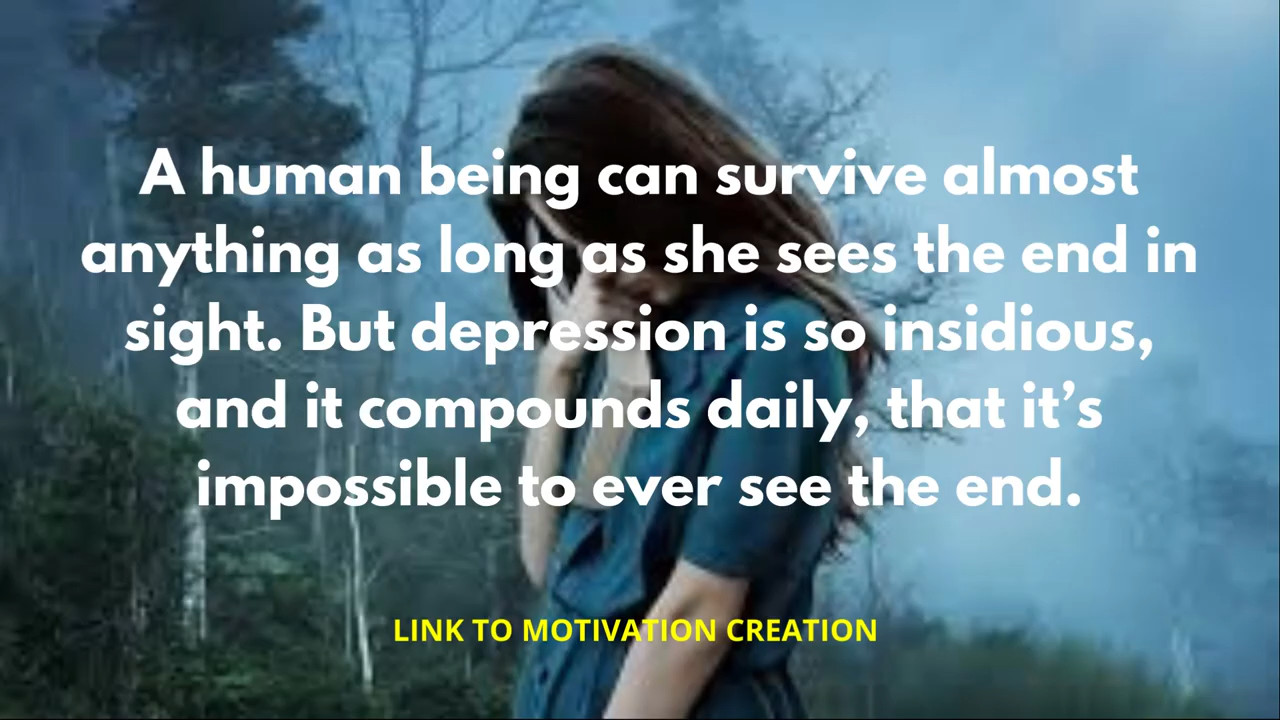 A human being can survive almost
anything as long as she sees the end in
sight. But depression is so insidious,
and it compounds daily, that it’s
impossible to ever see the end.
LINK TO MOTIVATION CREATION